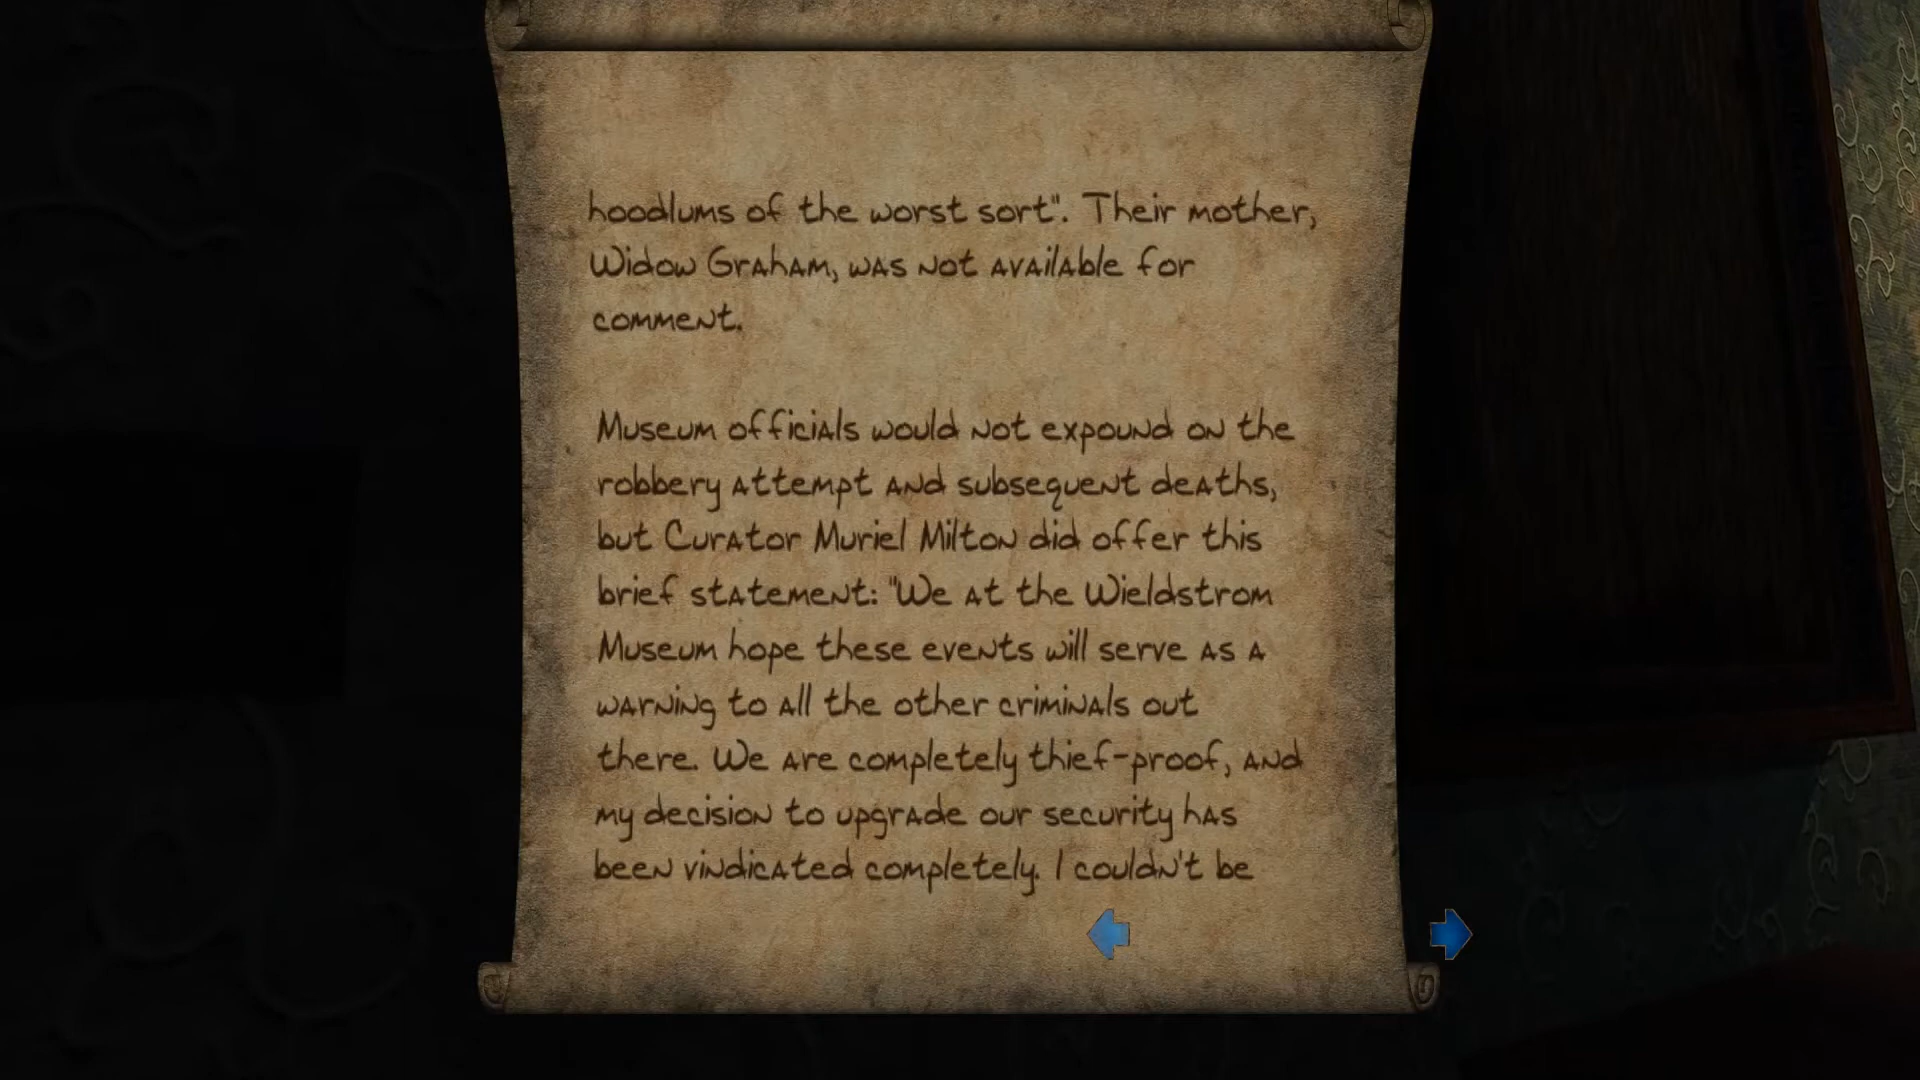 hoodlums of the worst sort". Their mother,
Widow Graham, was not available for
comment.
Museum officials would not expound on the
robbery attempt and subsequent deaths,
but Curator Muriel Milton did offer this
brief statement: "We at the Wieldstrom
Museum hope these events will serve as a
warning to all the other criminals out
there. We are completely thief-proof, and
my decision to upgrade our security has
been vindicated completely. I couldn't be